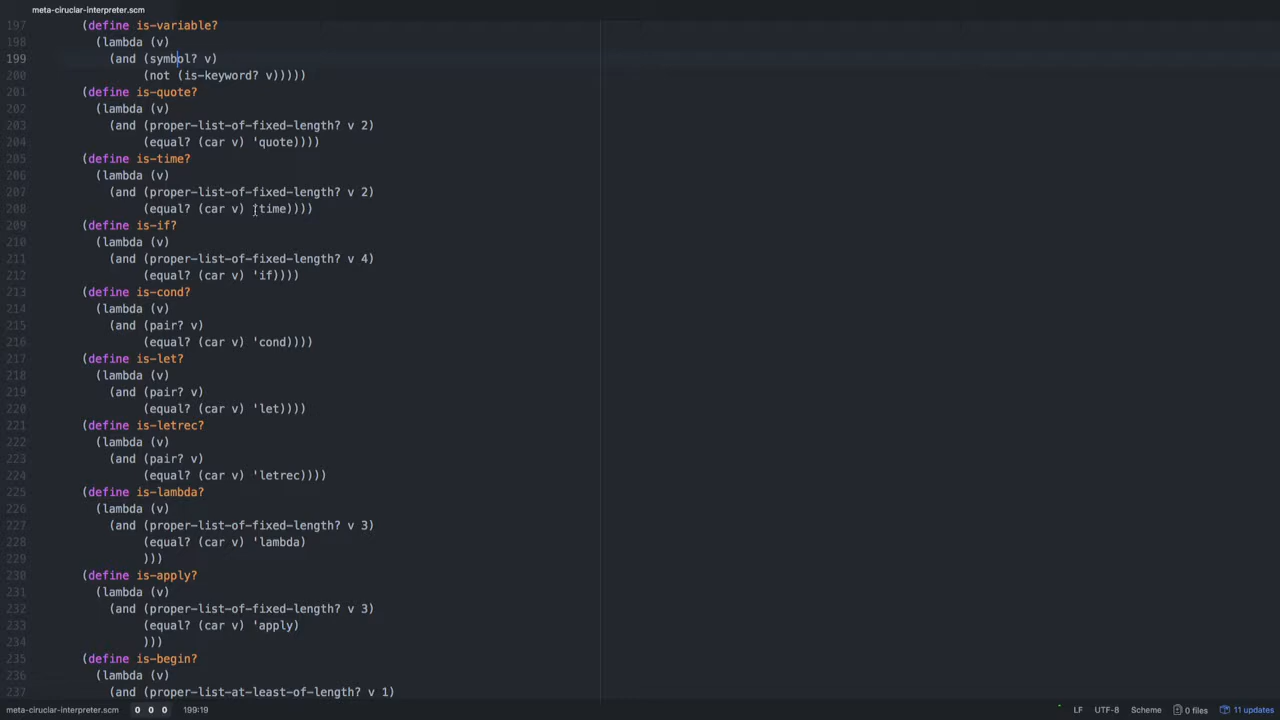 meta-ciruclar-interpreter.scm
197 (define is-variable?
198 (lambda (v)
199 (and (symbol? v)
200 (not (is-keyword? v)))))
201 (define is-quote?
202 (lambda (v)
203 (and (proper-list-of-fixed-length? v 2)
204 (equal? (car v) 'quote))))
205 (define is-time?
206 (lambda (v)
207 (and (proper-list-of-fixed-length? v 2)
208 (equal? (car v) 'time))))
209 (define is-if?
210 (lambda (v)
211 (and (proper-list-of-fixed-length? v 4)
212 (equal? (car v) 'if))))
213 (define is-cond?
214 (lambda (v)
215 (and (pair? v)
216 (equal? (car v) 'cond))))
217 (define is-let?
218 (lambda (v)
219 (and (pair? v)
220 (equal? (car v) 'let))))
221 (define is-letrec?
222 (lambda (v)
223 (and (pair? v)
224 (equal? (car v) 'letrec))))
225 (define is-lambda?
226 (lambda (v)
227 (and (proper-list-of-fixed-length? v 3)
228 (equal? (car v) 'lambda)
229 )))
230 (define is-apply?
231 (lambda (v)
232 (and (proper-list-of-fixed-length? v 3)
233 (equal? (car v) 'apply)
234 )))
235 (define is-begin?
236 (lambda (v)
237 (and (proper-list-at-least-of-length? v 1)
meta-ciruclar-interpreter.scm 0 0 0 199:19 LF UTF-8 Scheme 0 files 11 updates